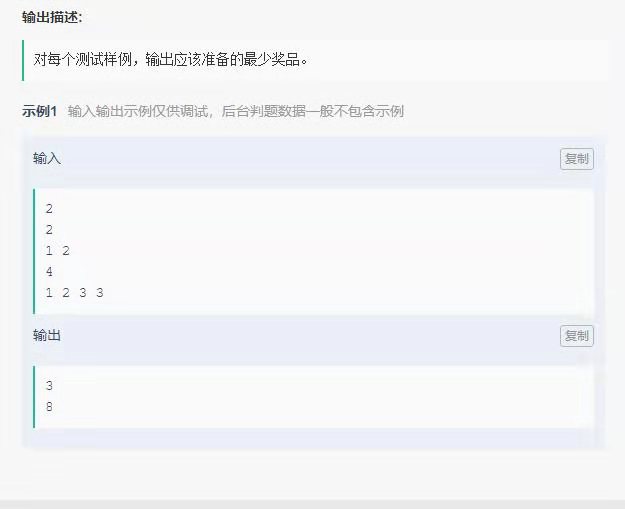 输出描述:
对每个测试样例，输出应该准备的最少奖品。
示例1 输入输出示例仅供调试，后台判题数据一般不包含示例
输入 复制
2
2
1 2
4
1 2 3 3
输出 复制
3
8